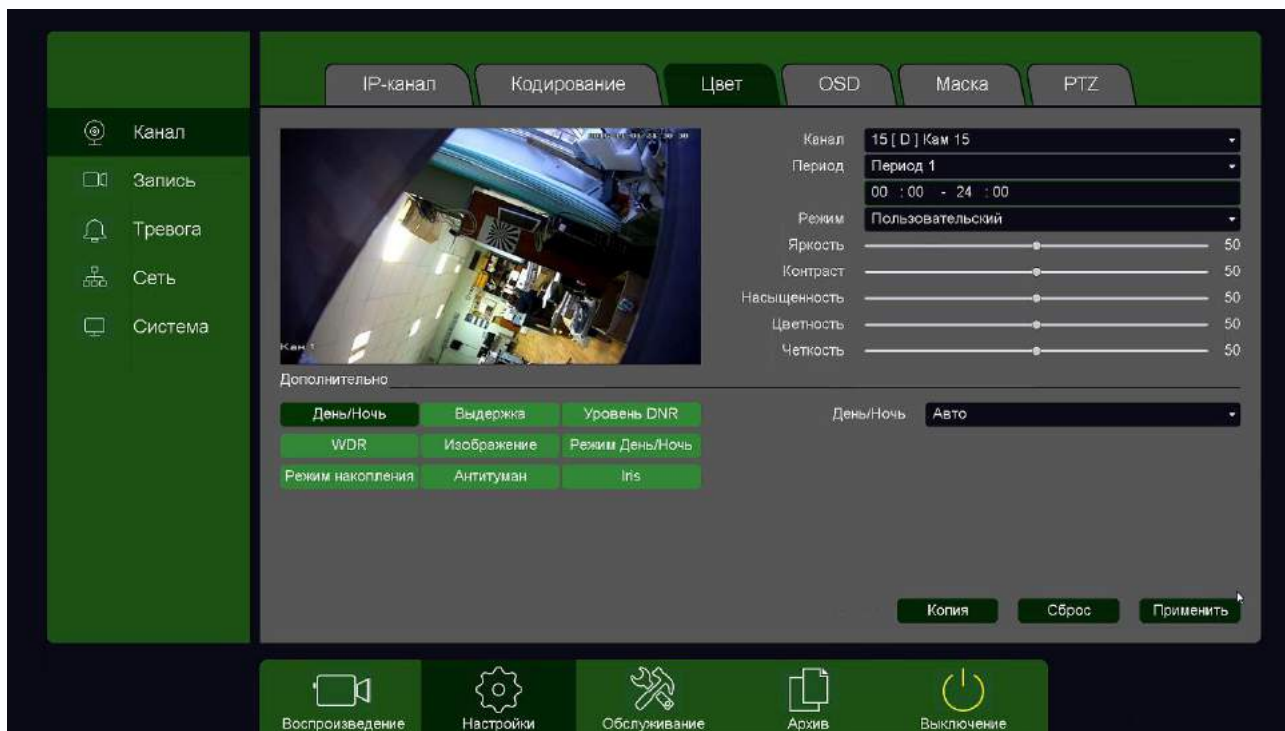 IP-канал Кодирование Цвет OSD Маска PTZ
Канал
Запись
Тревога
Сеть
Система
Кан 1
Канал 15 [ D ] Кам 15
Период Период 1
00 : 00 - 24 : 00
Режим Пользовательский
Яркость 50
Контраст 50
Насыщенность 50
Цветность 50
Четкость 50
Дополнительно
День/Ночь Выдержка Уровень DNR
День/Ночь Авто
WDR Изображение Режим День/Ночь
Режим накопления Антитуман Iris
Копия Сброс Применить
Воспроизведение Настройки Обслуживание Архив Выключение